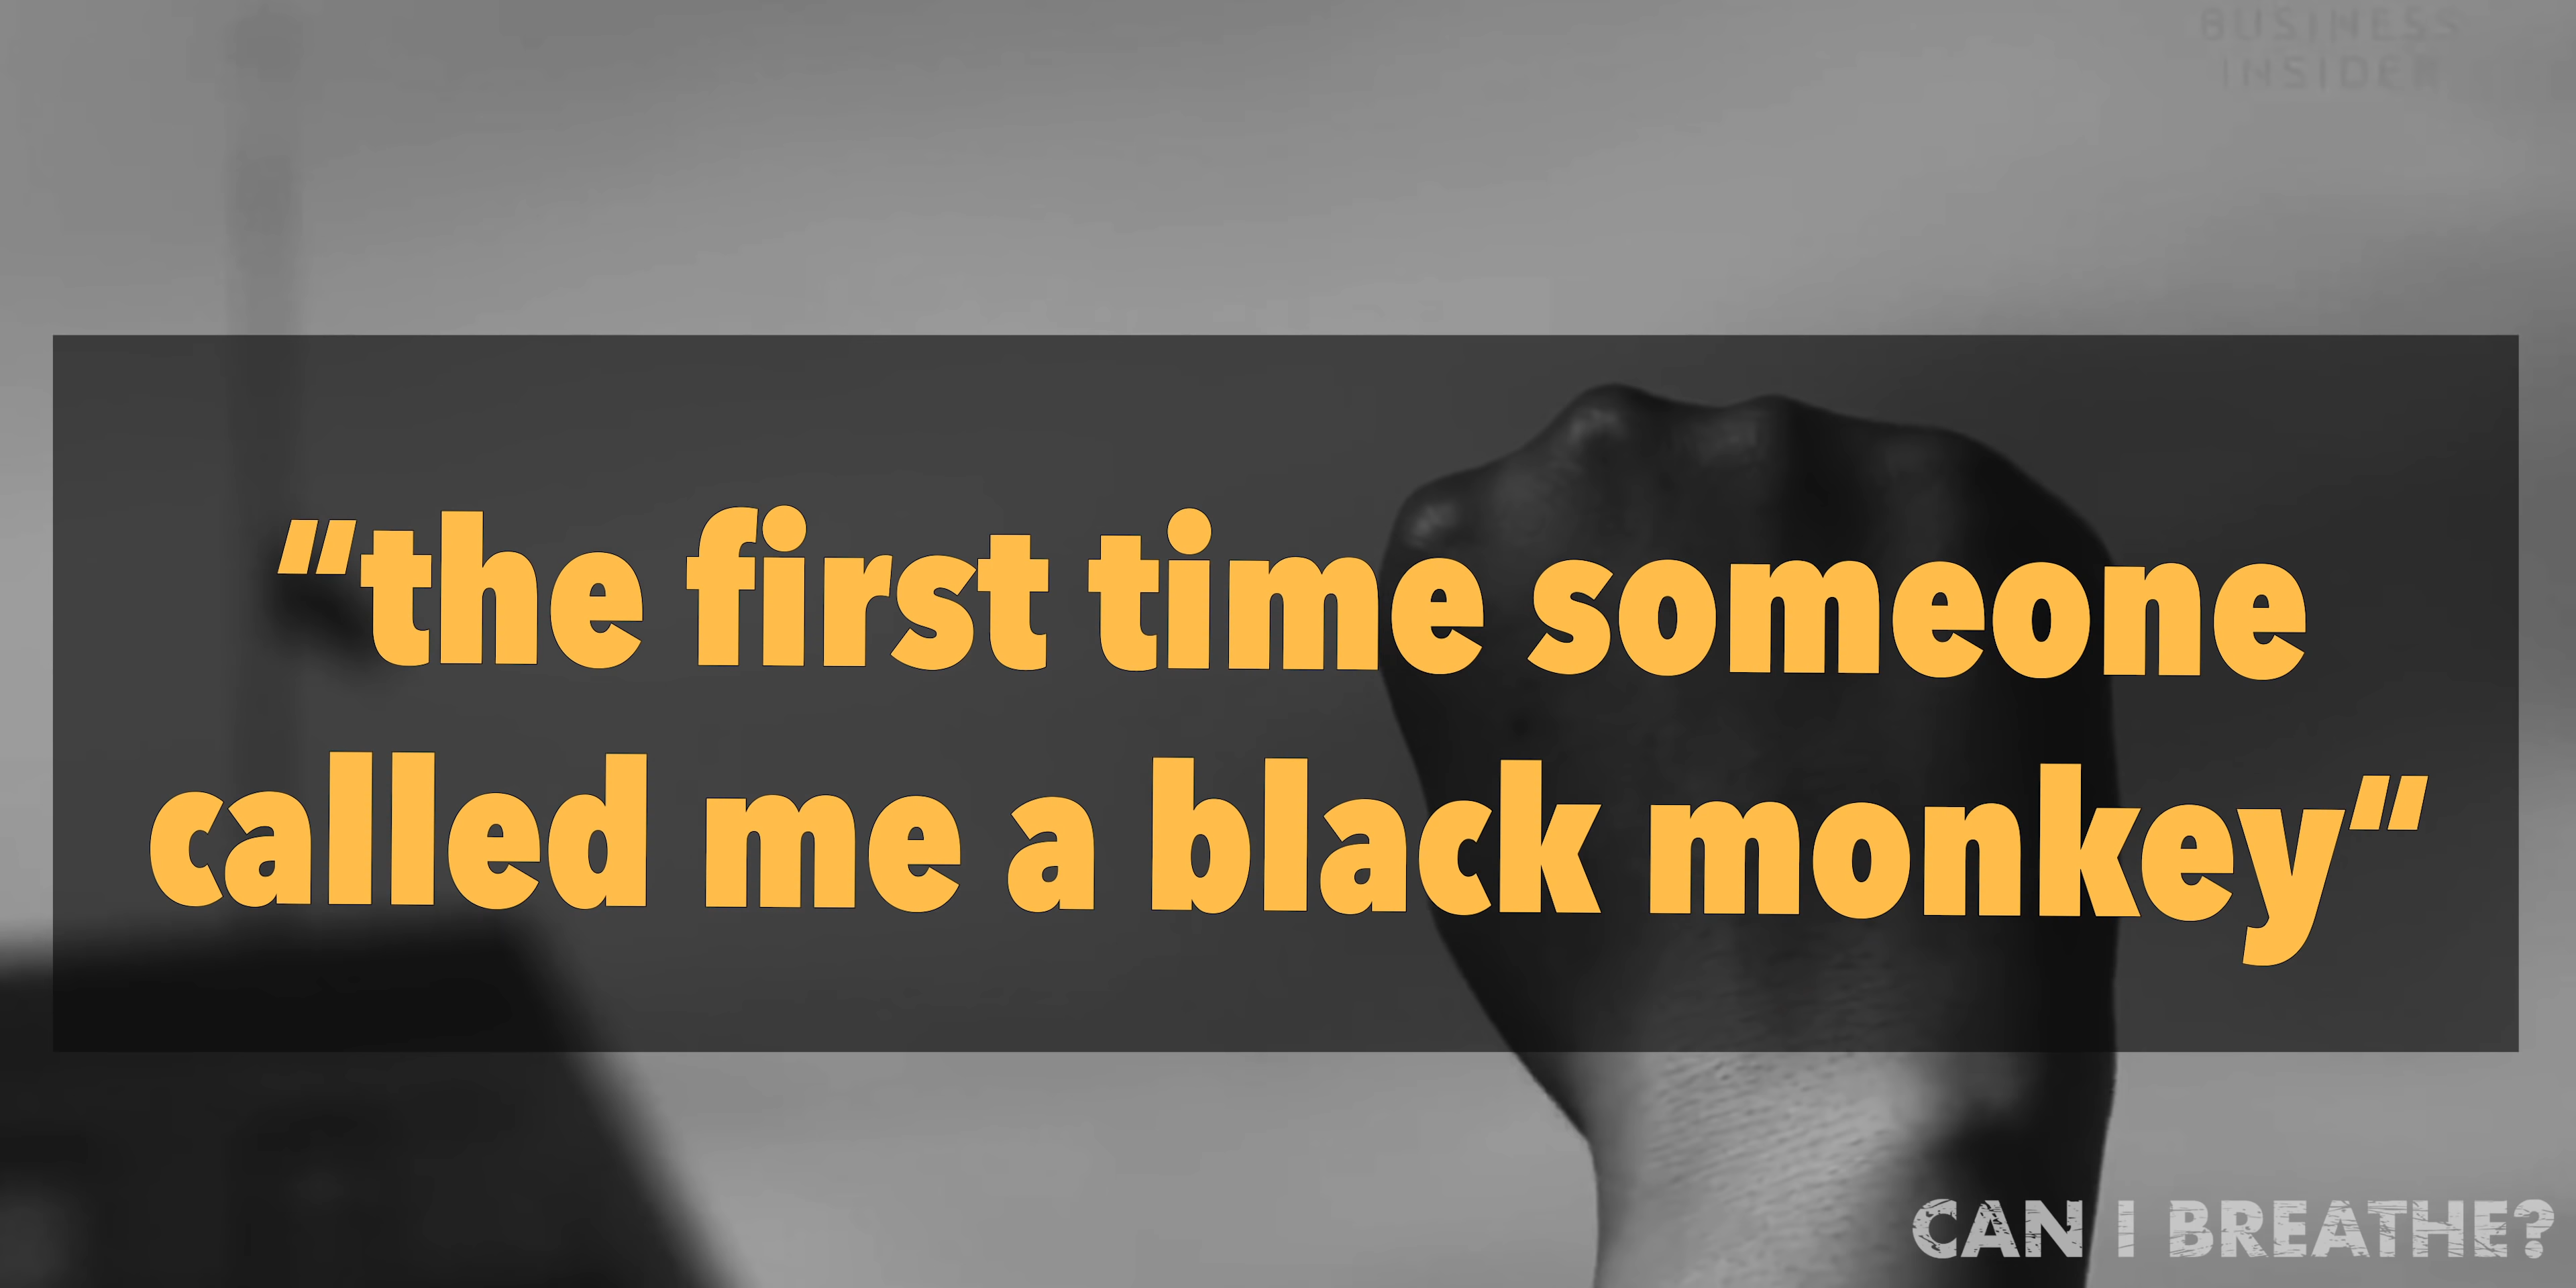 BUSINESS
INSIDER
“the first time someone
called me a black monkey“
CAN I BREATHE?